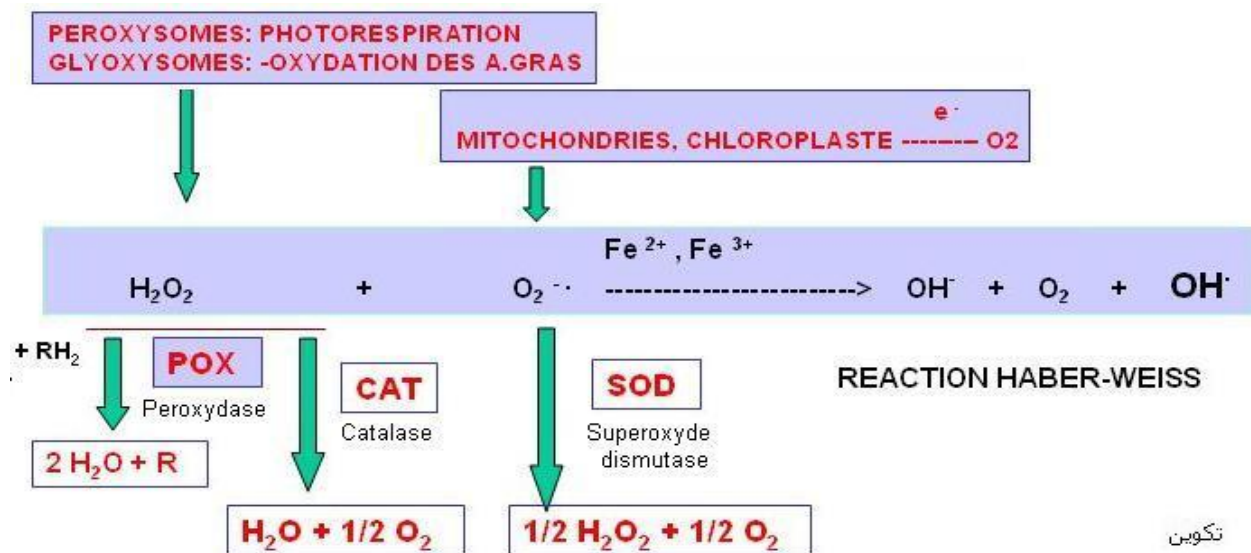 PEROXYSOMES: PHOTORESPIRATION
GLYOXYSOMES: -OXYDATION DES A.GRAS
e -
MITOCHONDRIES, CHLOROPLASTE --------- O2
Fe 2+ , Fe 3+
H2O2 + O2 -· --------------------------> OH- + O2 + OH·
+ RH2
POX
Peroxydase
CAT
Catalase
SOD
Superoxyde
dismutase
REACTION HABER-WEISS
2 H2O + R
H2O + 1/2 O2
1/2 H2O2 + 1/2 O2
تكوين